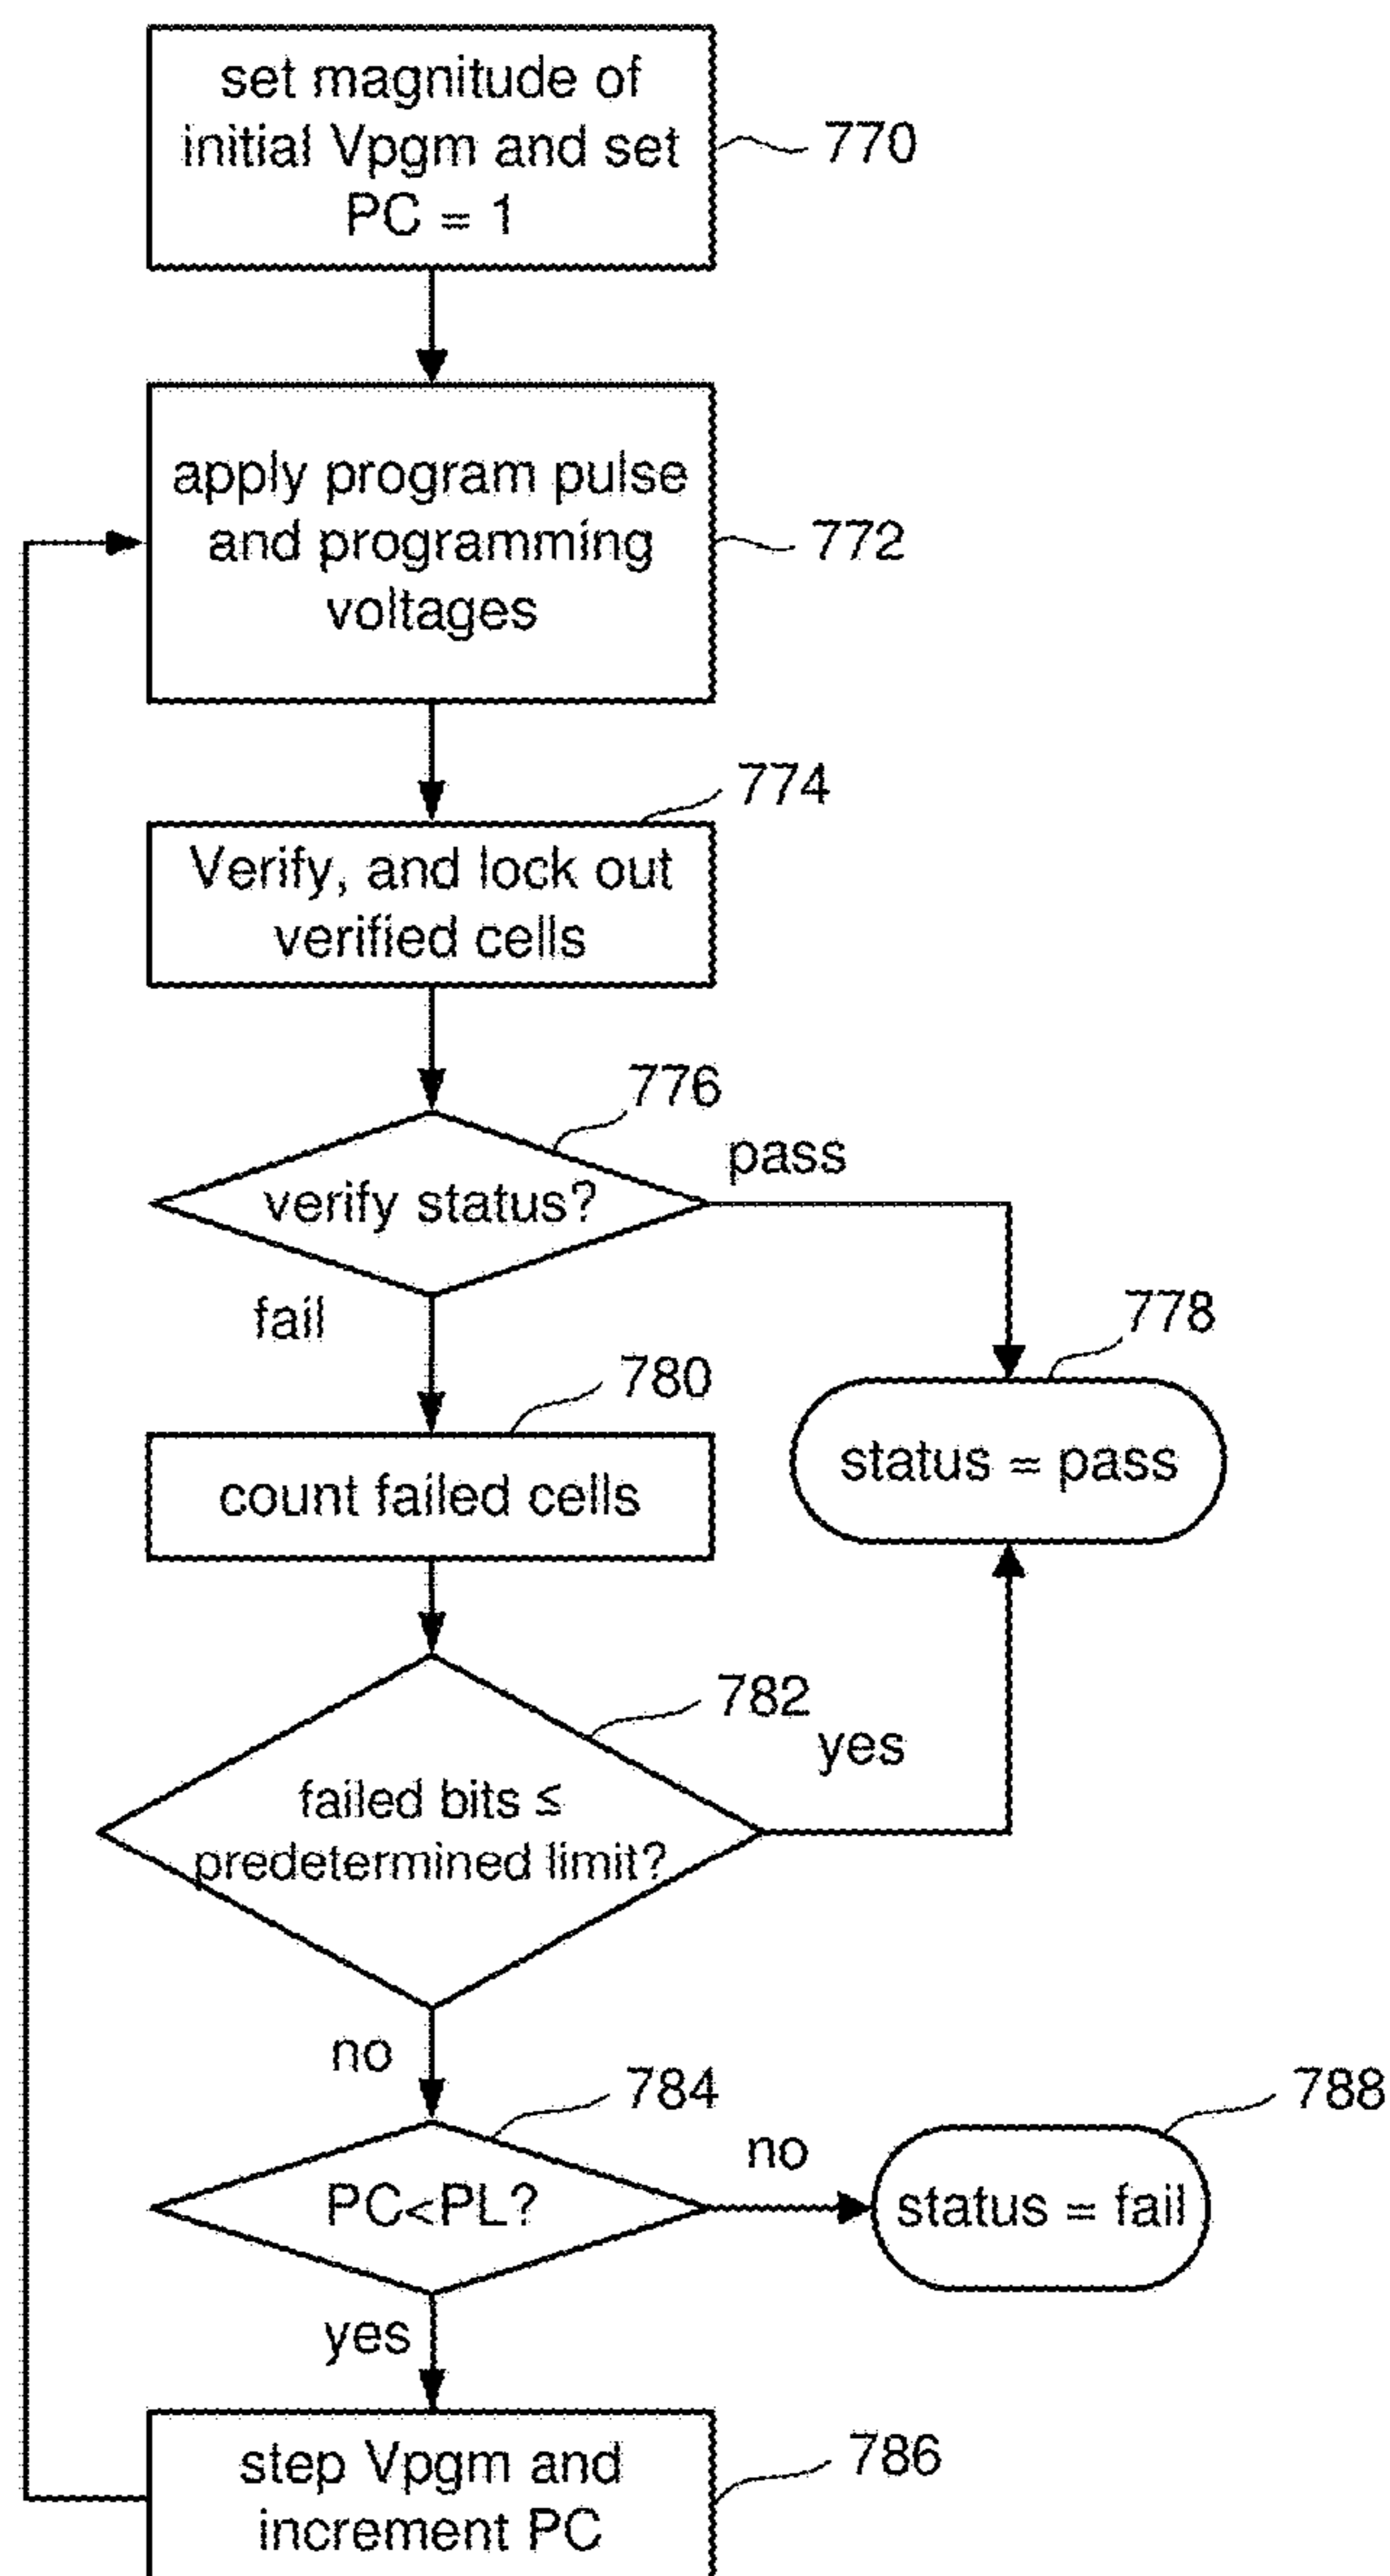 set magnitude of
initial Vpgm and set
PC = 1
770
apply program pulse
and programming
voltages
772
774
Verify, and lock out
verified cells
776
pass
verify status?
fail
778
780
status = pass
count failed cells
782
yes
failed bits ≤
predetermined limit?
no
784
788
no
PC<PL?
status = fail
yes
step Vpgm and
increment PC
786